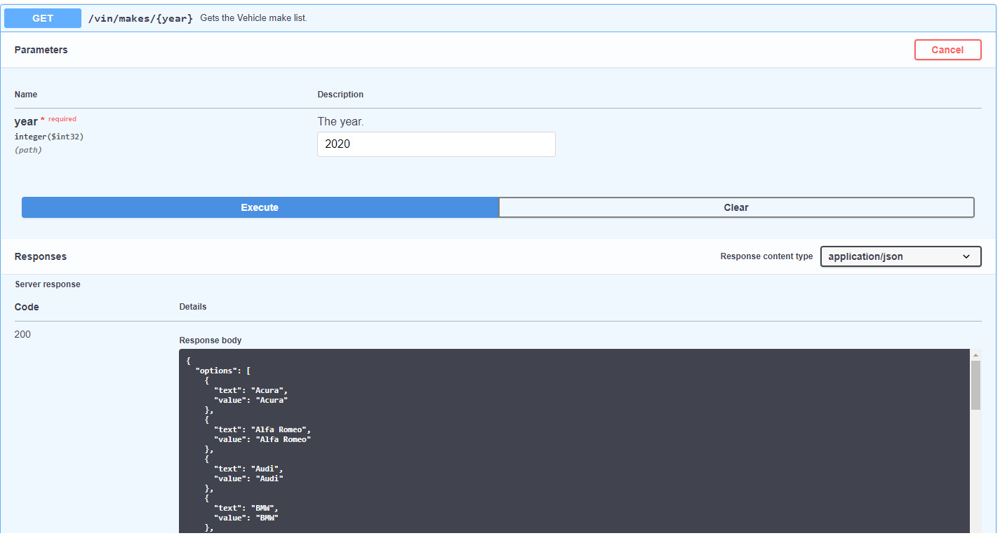 GET /vin/makes/{year} Gets the Vehicle make list.
Parameters Cancel
Name Description
year * required The year.
integer($int32)
(path)
2020
Execute Clear
Responses Response content type application/json
Server response
Code Details
200
Response body
{
  "options": [
    {
      "text": "Acura",
      "value": "Acura"
    },
    {
      "text": "Alfa Romeo",
      "value": "Alfa Romeo"
    },
    {
      "text": "Audi",
      "value": "Audi"
    },
    {
      "text": "BMW",
      "value": "BMW"
    },